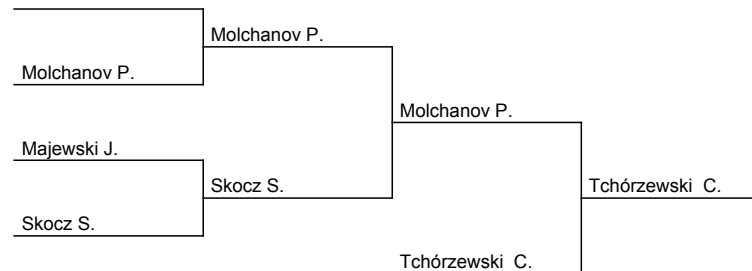 Molchanov P.
Molchanov P.
Molchanov P.
Majewski J.
Skocz S.
Tchórzewski  C.
Skocz S.
Tchórzewski  C.